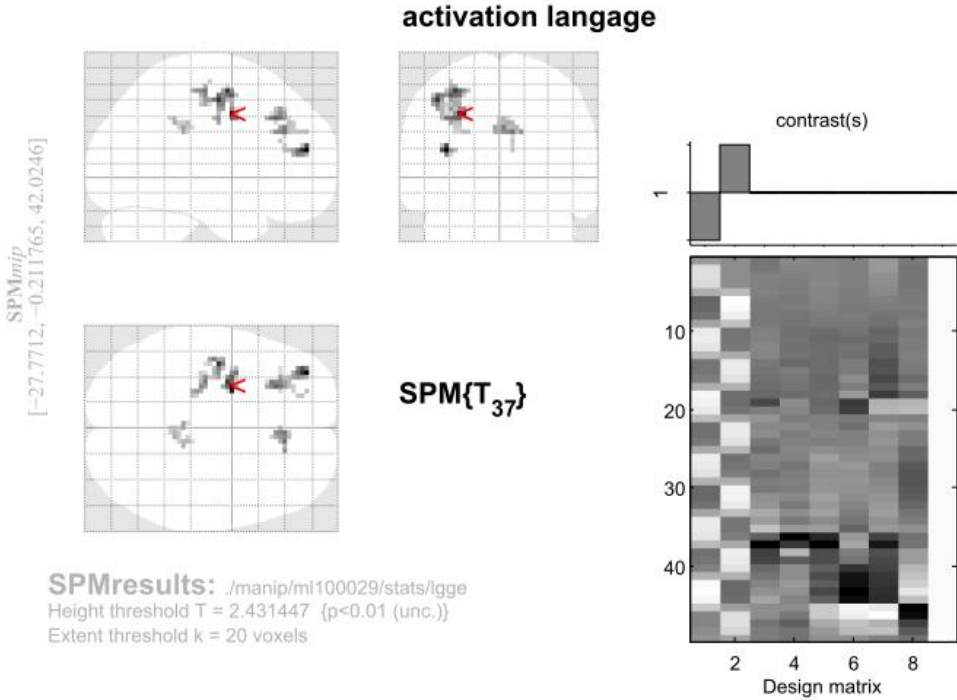 activation langage
SPMmip
[−27.7712, −0.211765, 42.0246]
<
<
<
SPM{T37}
SPMresults: ./manip/ml100029/stats/lgge
Height threshold T = 2.431447 {p<0.01 (unc.)}
Extent threshold k = 20 voxels
contrast(s)
1
10
20
30
40
2 4 6 8
Design matrix